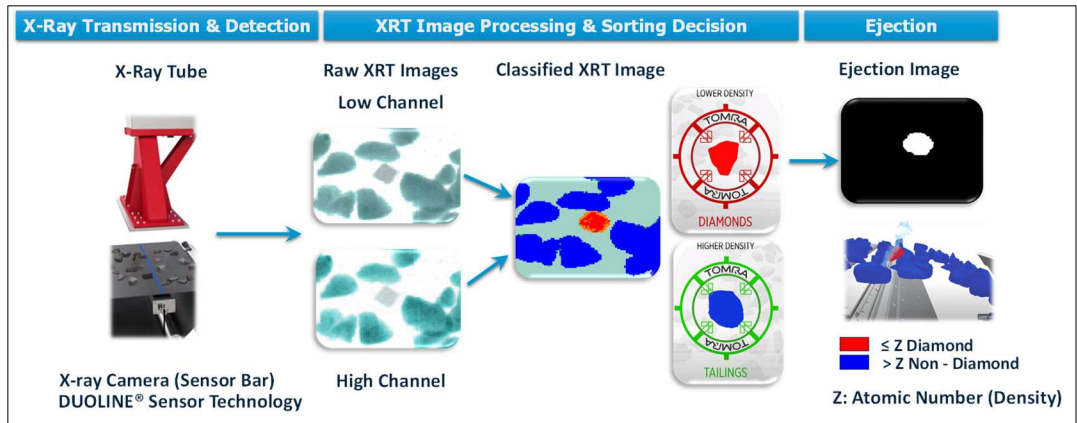 X-Ray Transmission & Detection
XRT Image Processing & Sorting Decision
Ejection
X-Ray Tube
Raw XRT Images
Low Channel
Classified XRT Image
Ejection Image
LOWER DENSITY
TOMRA
TOMRA
DIAMONDS
HIGHER DENSITY
TOMRA
TOMRA
TAILINGS
High Channel
X-ray Camera (Sensor Bar)
DUOLINE® Sensor Technology
≤ Z Diamond
> Z Non - Diamond
Z: Atomic Number (Density)